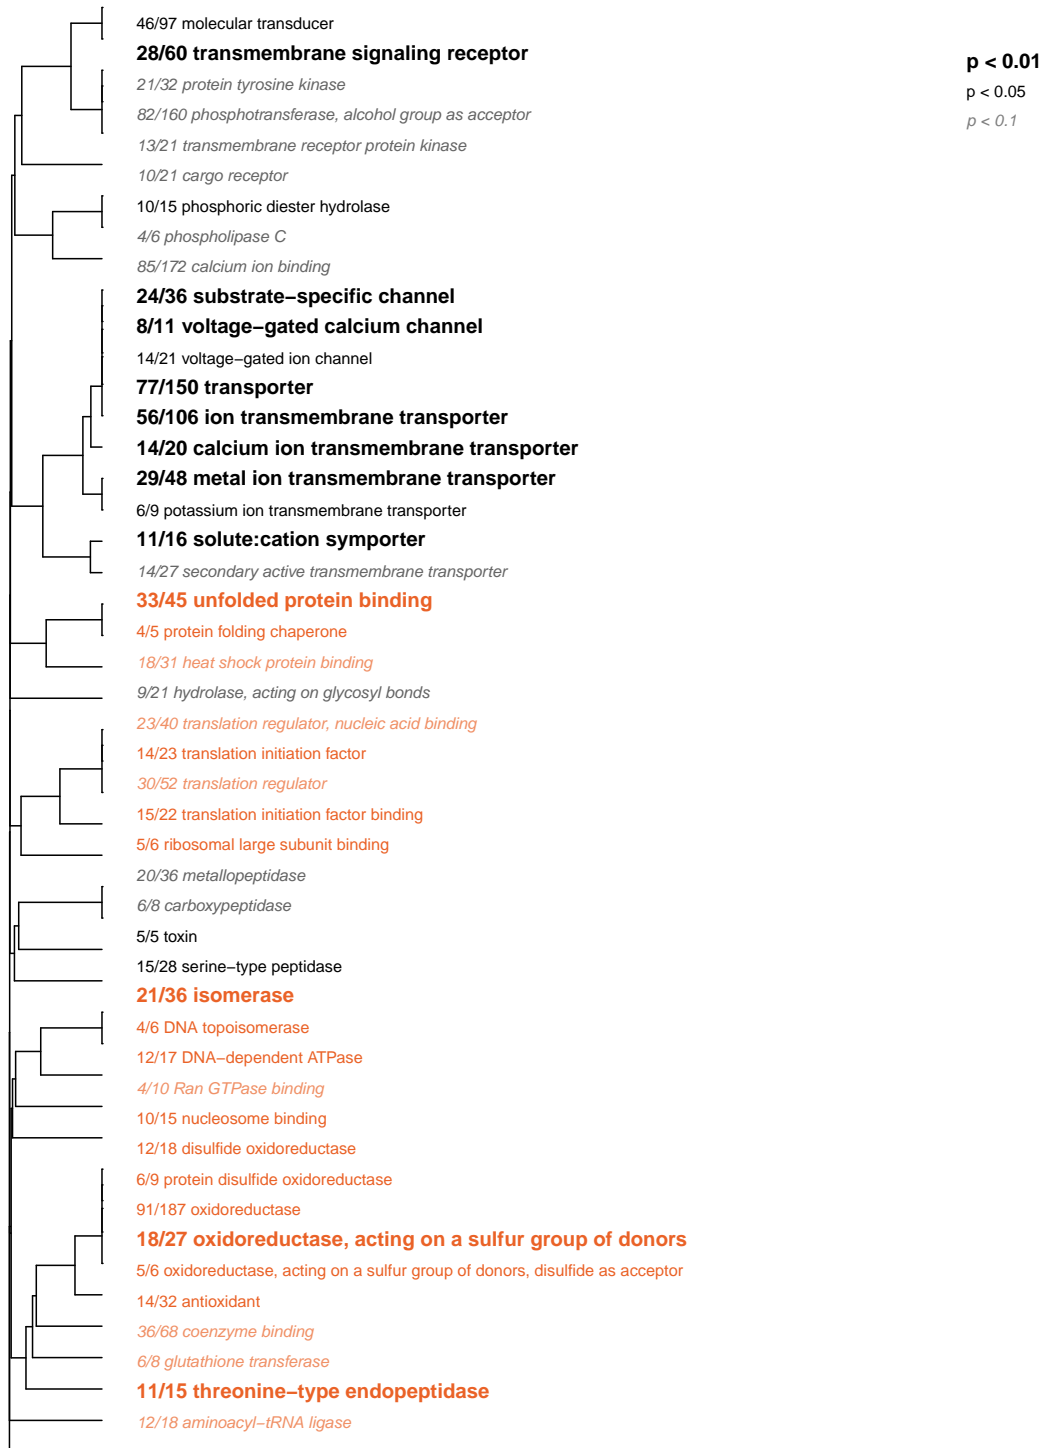 46/97 molecular transducer
28/60 transmembrane signaling receptor
p < 0.01
21/32 protein tyrosine kinase
p < 0.05
82/160 phosphotransferase, alcohol group as acceptor
p < 0.1
13/21 transmembrane receptor protein kinase
10/21 cargo receptor
10/15 phosphoric diester hydrolase
4/6 phospholipase C
85/172 calcium ion binding
24/36 substrate−specific channel
8/11 voltage−gated calcium channel
14/21 voltage−gated ion channel
77/150 transporter
56/106 ion transmembrane transporter
14/20 calcium ion transmembrane transporter
29/48 metal ion transmembrane transporter
6/9 potassium ion transmembrane transporter
11/16 solute:cation symporter
14/27 secondary active transmembrane transporter
33/45 unfolded protein binding
4/5 protein folding chaperone
18/31 heat shock protein binding
9/21 hydrolase, acting on glycosyl bonds
23/40 translation regulator, nucleic acid binding
14/23 translation initiation factor
30/52 translation regulator
15/22 translation initiation factor binding
5/6 ribosomal large subunit binding
20/36 metallopeptidase
6/8 carboxypeptidase
5/5 toxin
15/28 serine−type peptidase
21/36 isomerase
4/6 DNA topoisomerase
12/17 DNA−dependent ATPase
4/10 Ran GTPase binding
10/15 nucleosome binding
12/18 disulfide oxidoreductase
6/9 protein disulfide oxidoreductase
91/187 oxidoreductase
18/27 oxidoreductase, acting on a sulfur group of donors
5/6 oxidoreductase, acting on a sulfur group of donors, disulfide as acceptor
14/32 antioxidant
36/68 coenzyme binding
6/8 glutathione transferase
11/15 threonine−type endopeptidase
12/18 aminoacyl−tRNA ligase